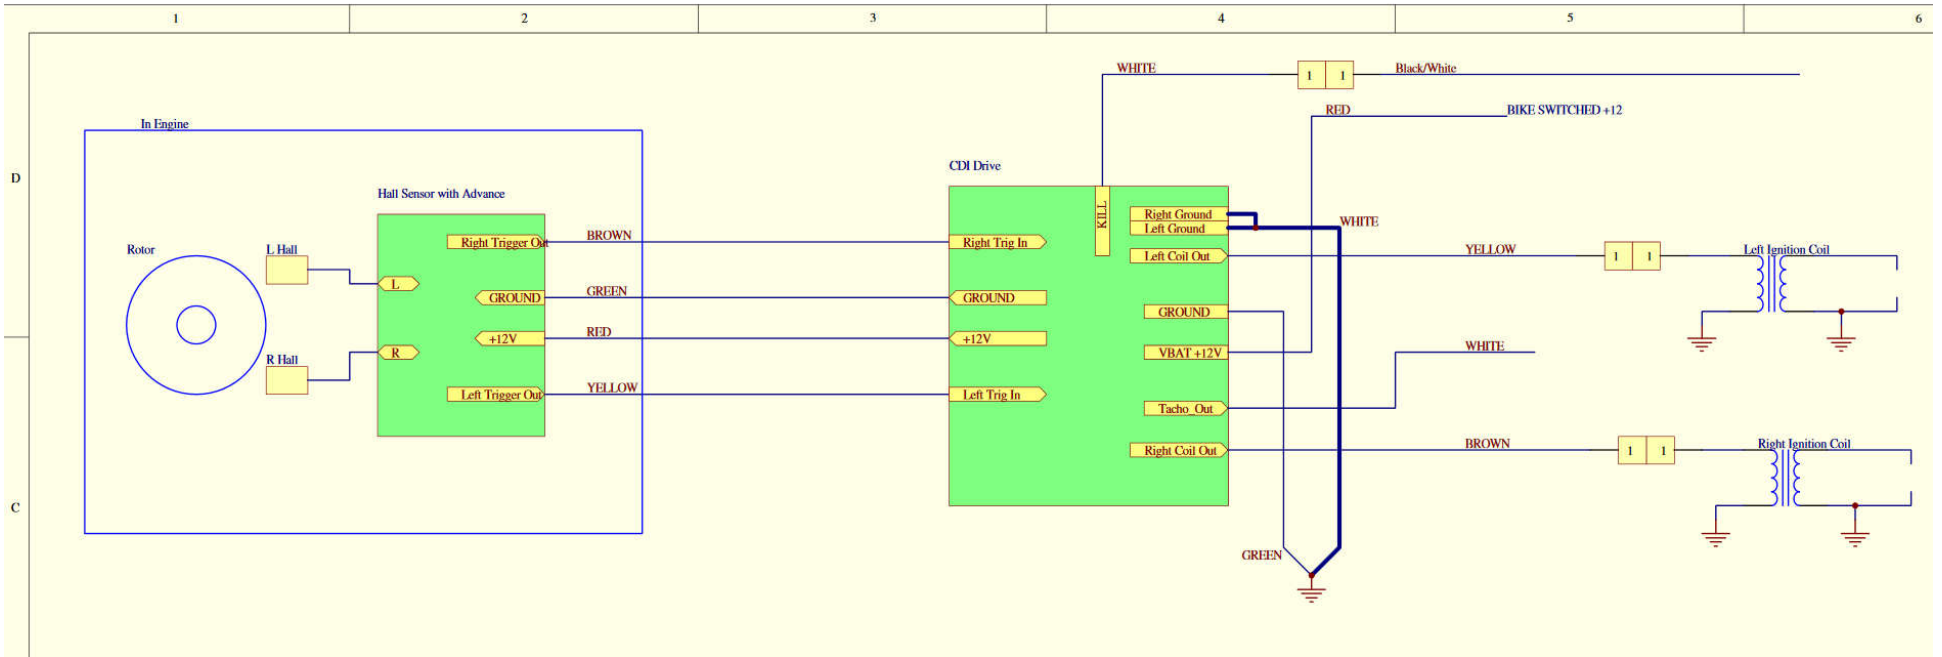 1 2 3 4 5 6
WHITE 1 1 Black/White
RED BIKE SWITCHED +12
In Engine
CDI Drive
D
Hall Sensor with Advance
KILL
Right Ground
WHITE
Left Ground
BROWN
Right Trigger Out
Right Trig In
Rotor
L Hall
Left Coil Out
YELLOW
1 1
Left Ignition Coil
L
GREEN
GROUND
GROUND
GROUND
RED
+12V
+12V
VBAT +12V
WHITE
R Hall
R
YELLOW
Left Trigger Out
Left Trig In
Tacho_Out
Right Coil Out
BROWN
1 1
Right Ignition Coil
C
GREEN